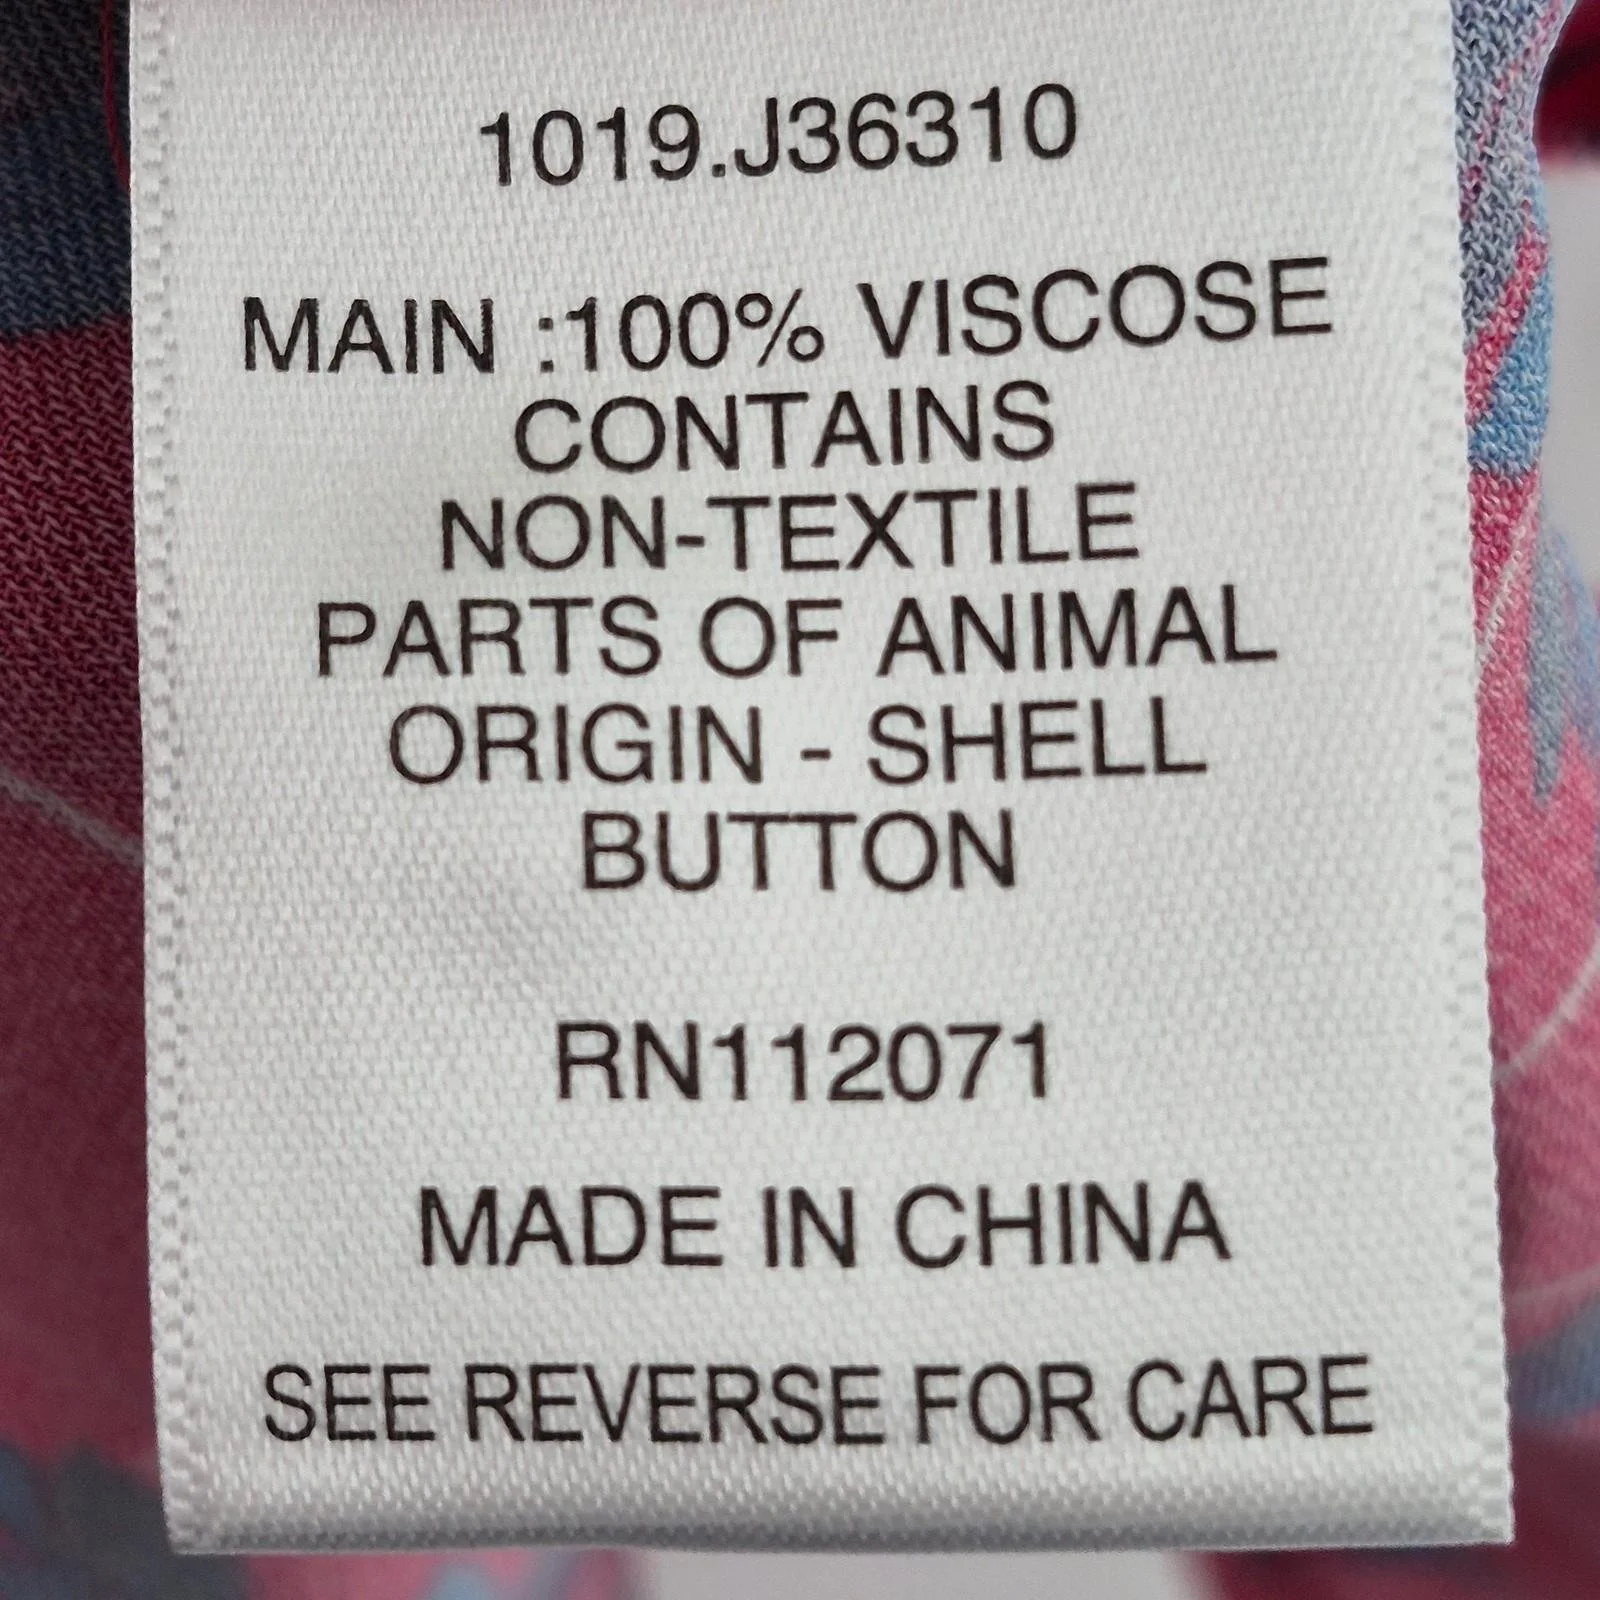 1019.J36310
MAIN :100% VISCOSE
CONTAINS
NON-TEXTILE
PARTS OF ANIMAL
ORIGIN - SHELL
BUTTON
RN112071
MADE IN CHINA
SEE REVERSE FOR CARE